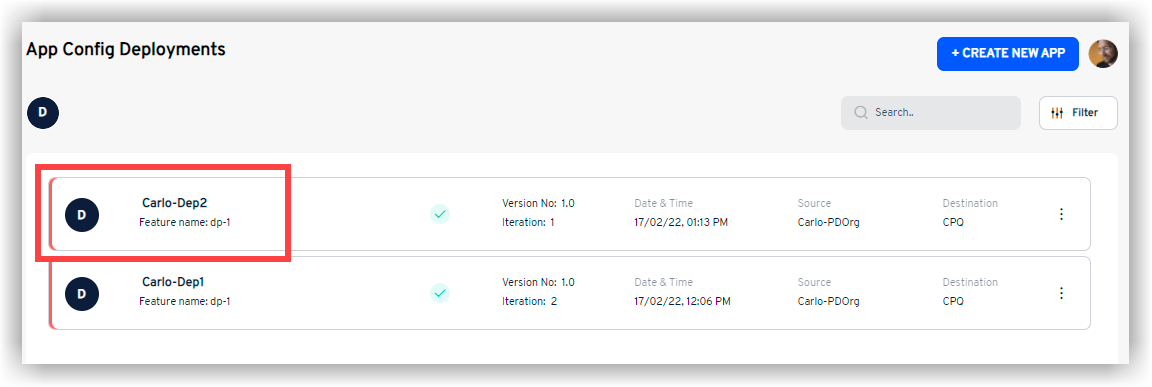 App Config Deployments
+ CREATE NEW APP
D
Search..
Filter
D
Carlo-Dep2
Feature name: dp-1
Version No: 1.0
Iteration: 1
Date & Time
17/02/22, 01:13 PM
Source
Carlo-PDOrg
Destination
CPQ
D
Carlo-Dep1
Feature name: dp-1
Version No: 1.0
Iteration: 2
Date & Time
17/02/22, 12:06 PM
Source
Carlo-PDOrg
Destination
CPQ